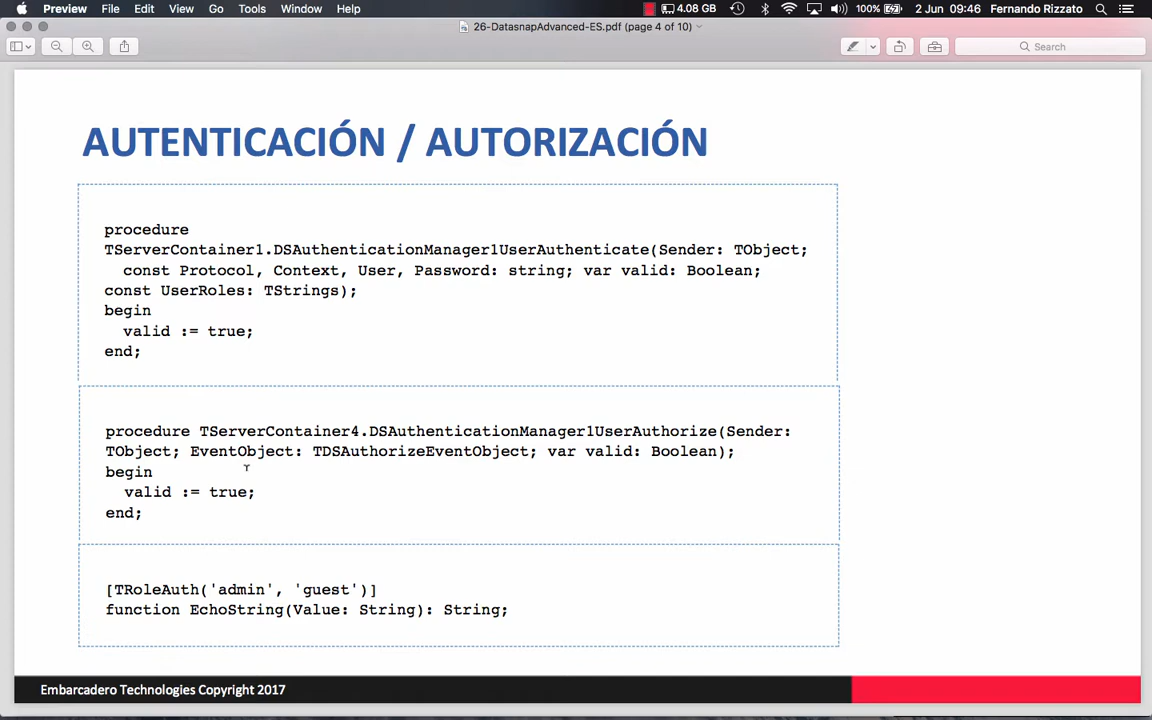 Preview File Edit View Go Tools Window Help 4.08 GB 100% 2 Jun 09:46 Fernando Rizzato
26-DatasnapAdvanced-ES.pdf (page 4 of 10)
Search
AUTENTICACIÓN / AUTORIZACIÓN
procedure
TServerContainer1.DSAuthenticationManager1UserAuthenticate(Sender: TObject;
const Protocol, Context, User, Password: string; var valid: Boolean;
const UserRoles: TStrings);
begin
valid := true;
end;
procedure TServerContainer4.DSAuthenticationManager1UserAuthorize(Sender:
TObject; EventObject: TDSAuthorizeEventObject; var valid: Boolean);
begin
valid := true;
end;
[TRoleAuth('admin', 'guest')]
function EchoString(Value: String): String;
Embarcadero Technologies Copyright 2017